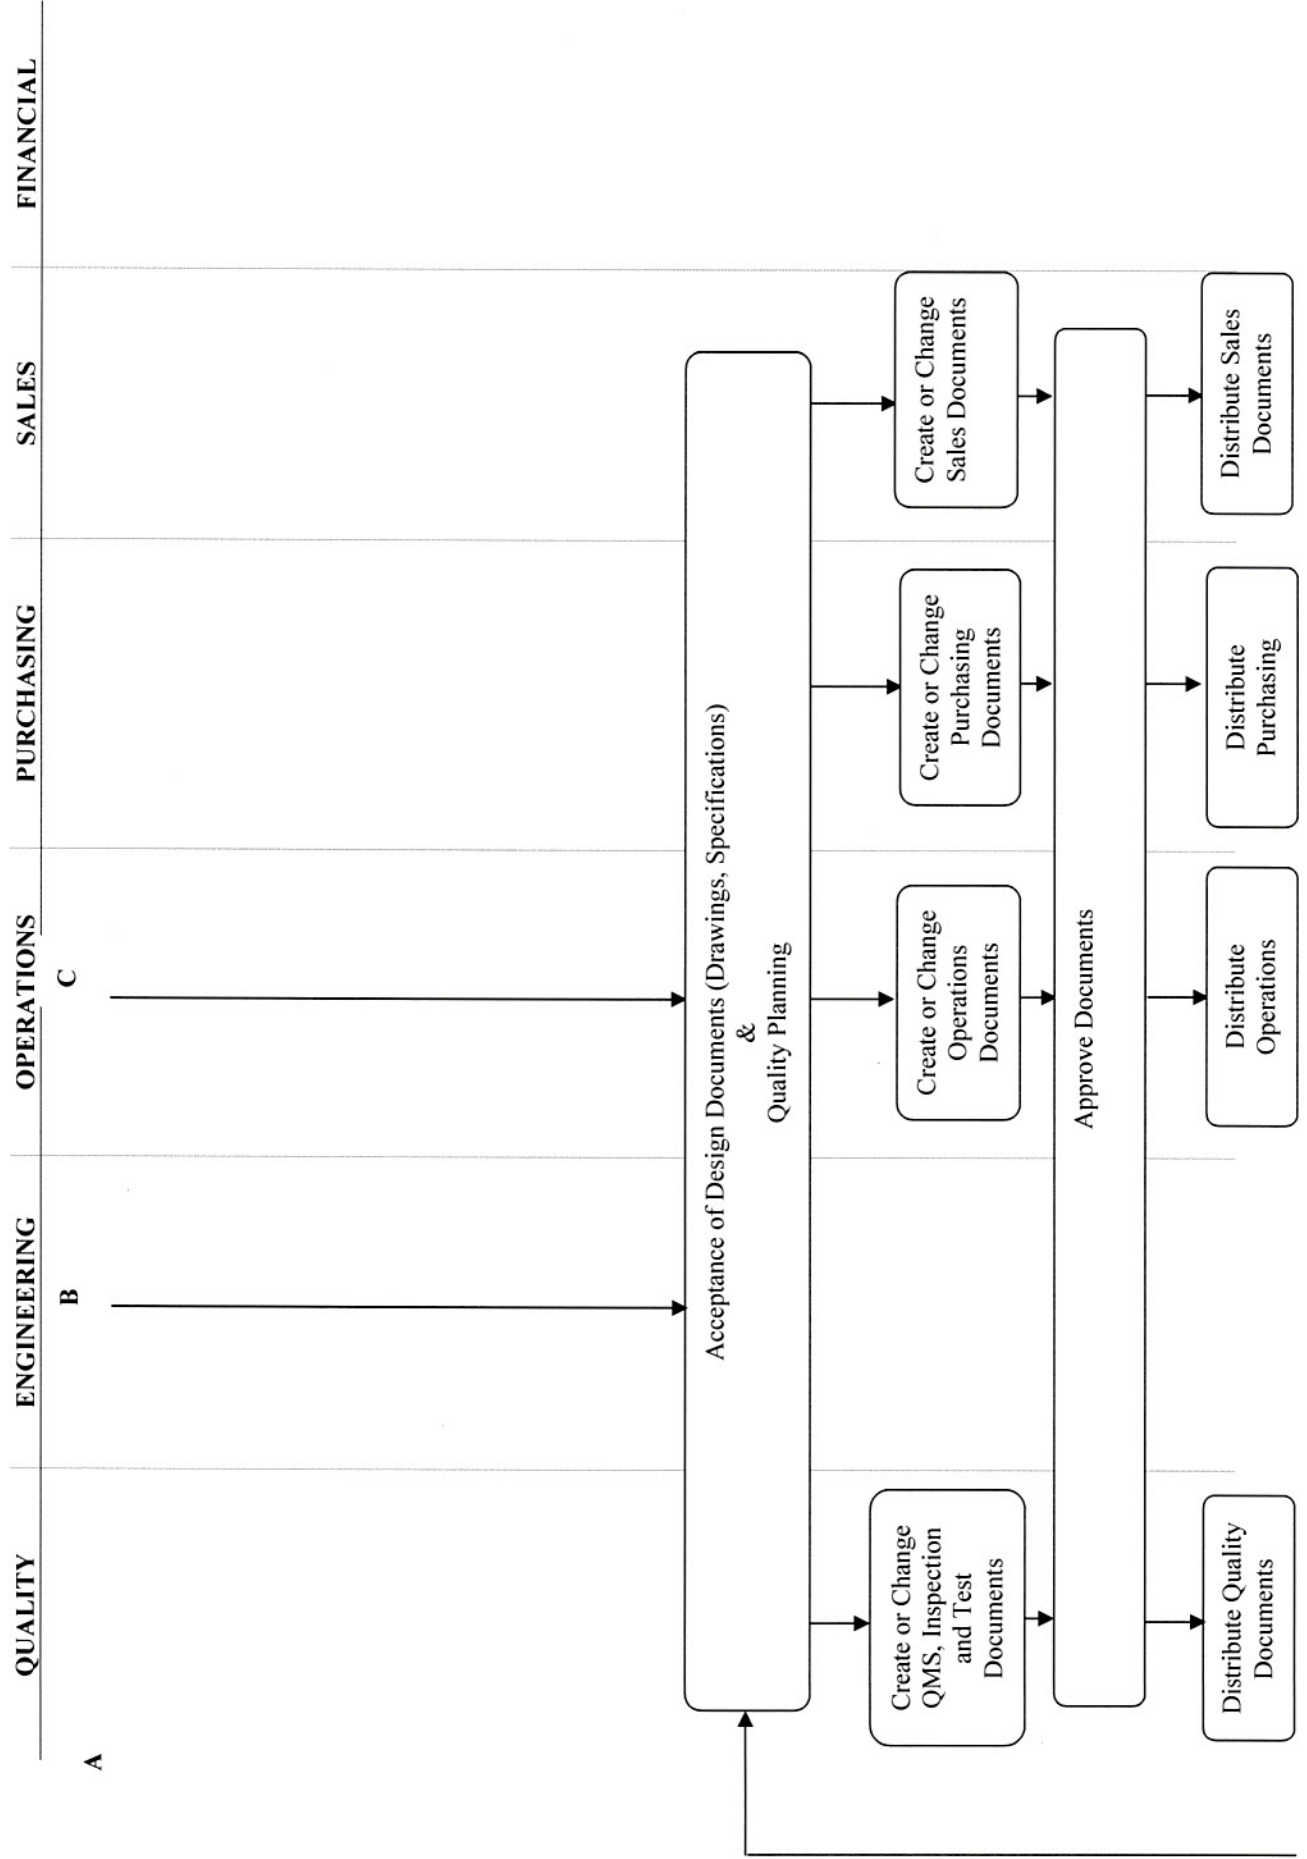 QUALITY ENGINEERING OPERATIONS PURCHASING SALES FINANCIAL
A B C
Acceptance of Design Documents (Drawings, Specifications)
&
Quality Planning
Create or Change
QMS, Inspection
and Test
Documents
Create or Change
Operations
Documents
Create or Change
Purchasing
Documents
Create or Change
Sales Documents
Approve Documents
Distribute Quality
Documents
Distribute
Operations
Distribute
Purchasing
Distribute Sales
Documents